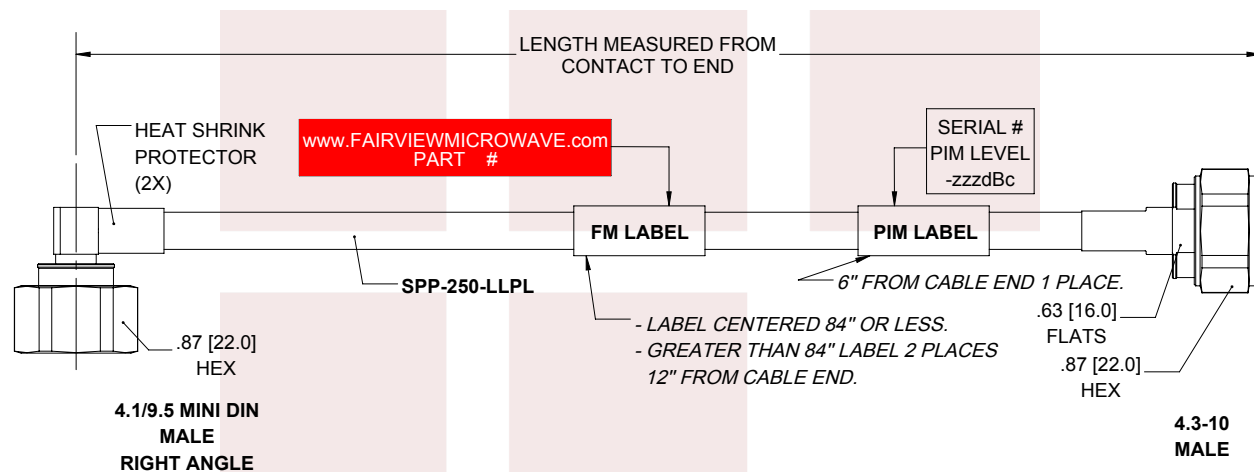 LENGTH MEASURED FROM
CONTACT TO END
HEAT SHRINK
PROTECTOR
(2X)
www.FAIRVIEWMICROWAVE.com
PART #
SERIAL #
PIM LEVEL
-zzzdBc
FM LABEL
PIM LABEL
SPP-250-LLPL
6" FROM CABLE END 1 PLACE.
- LABEL CENTERED 84" OR LESS.
- GREATER THAN 84" LABEL 2 PLACES
12" FROM CABLE END.
.63 [16.0]
FLATS
.87 [22.0]
HEX
.87 [22.0]
HEX
4.1/9.5 MINI DIN
MALE
RIGHT ANGLE
4.3-10
MALE